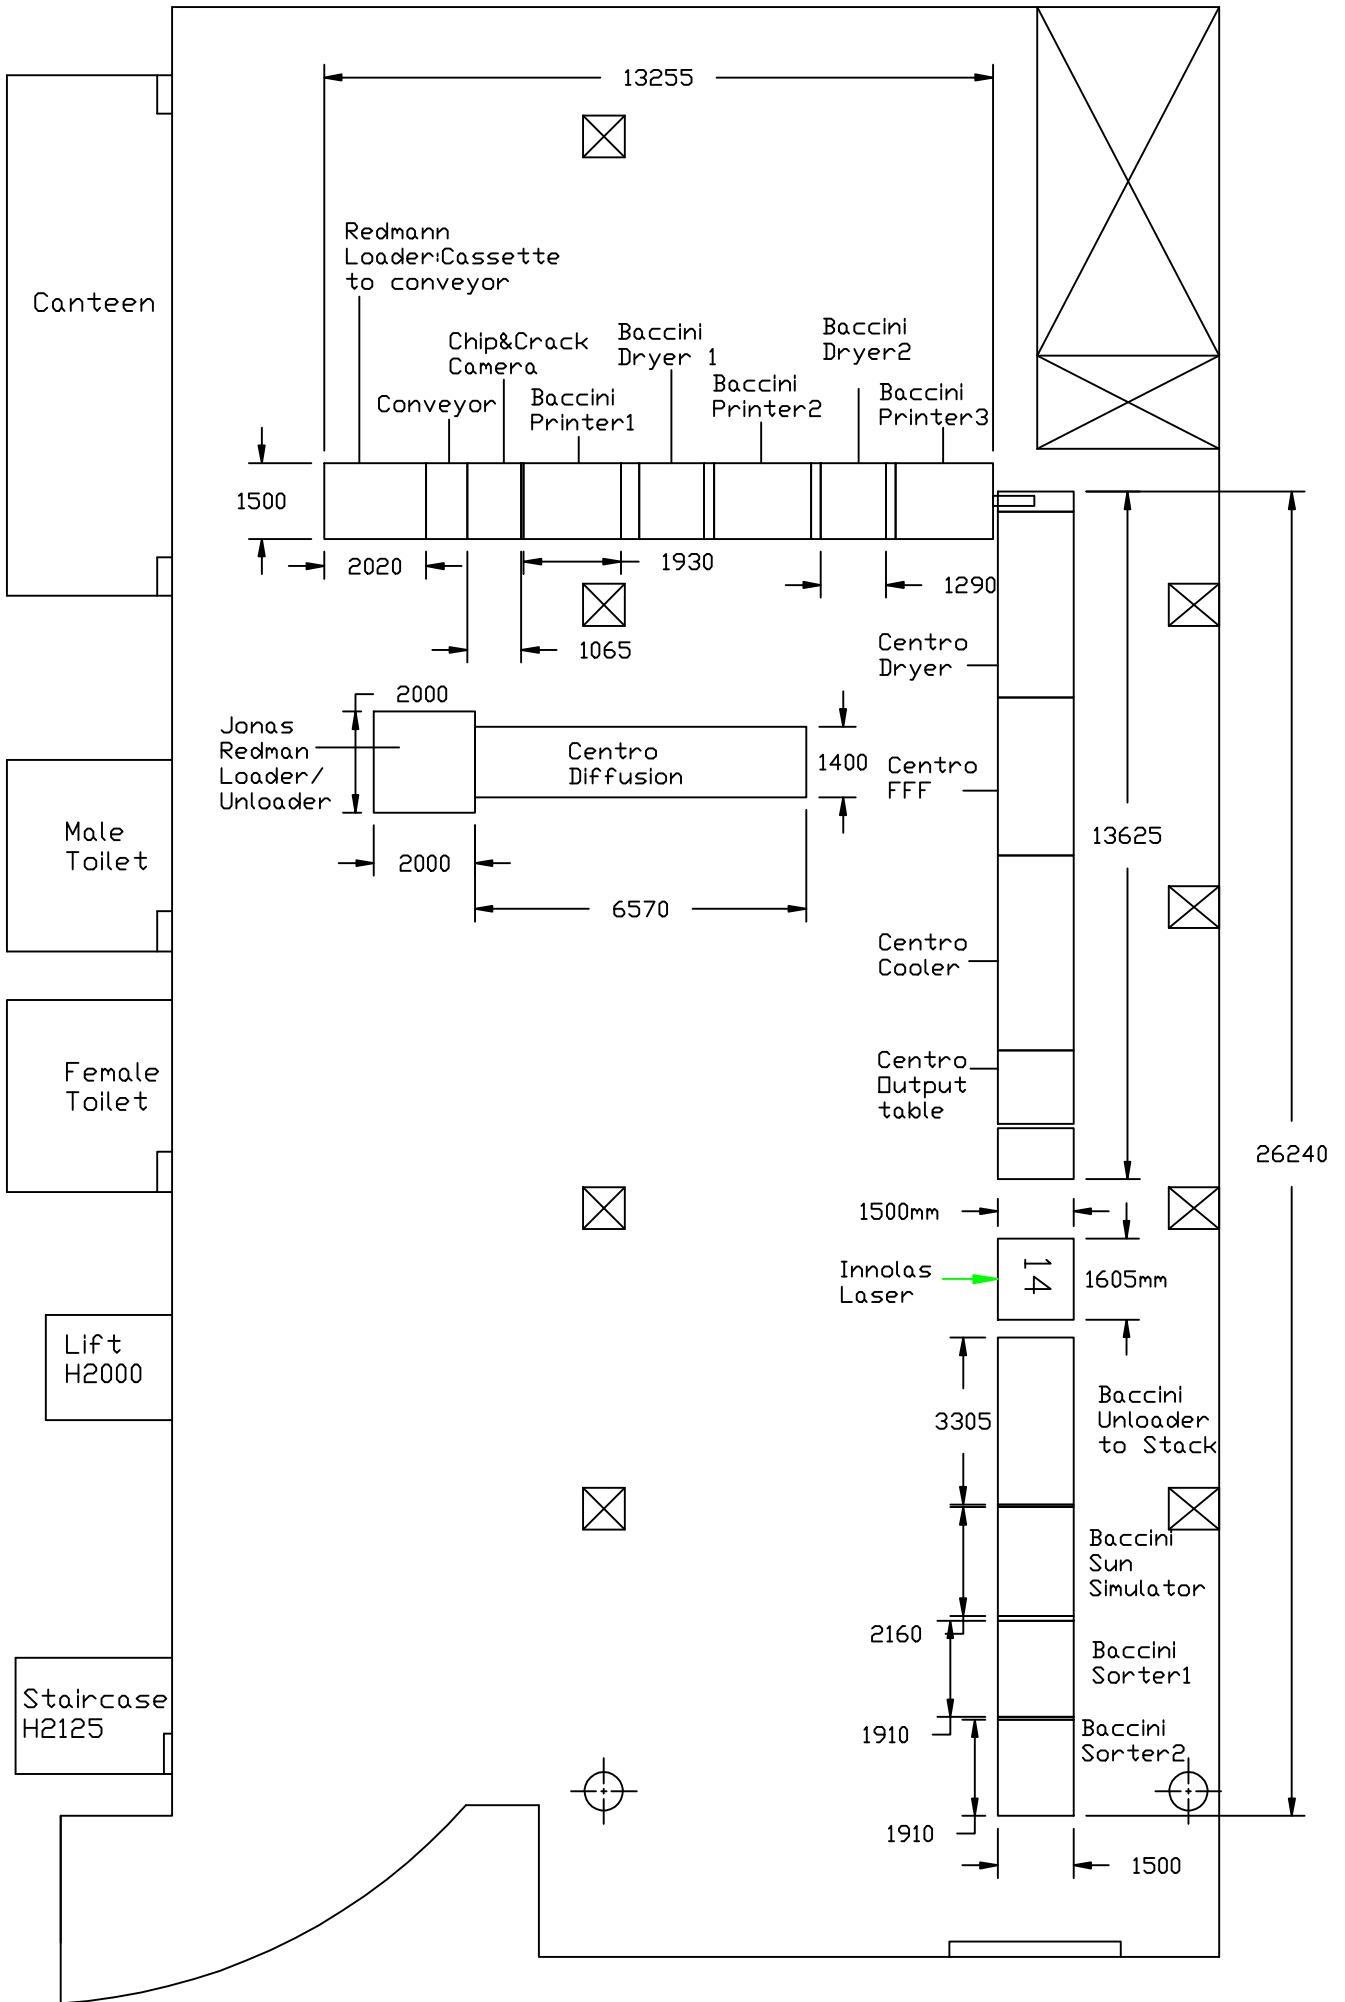 13255
Redmann
Loader:Cassette
to conveyor
Canteen
Chip&Crack
Camera
Baccini
Dryer 1
Baccini
Dryer2
Conveyor
Baccini
Printer1
Baccini
Printer2
Baccini
Printer3
1500
2020
1930
1290
1065
Centro
Dryer
2000
Jonas
Redman
Loader/
Unloader
Centro
Diffusion
1400
Centro
FFF
13625
Male
Toilet
2000
6570
Centro
Cooler
Female
Toilet
Centro
Output
table
26240
1500mm
Innolas
Laser
14
1605mm
Lift
H2000
3305
Baccini
Unloader
to Stack
Baccini
Sun
Simulator
2160
Baccini
Sorter1
Staircase
H2125
1910
Baccini
Sorter2
1910
1500